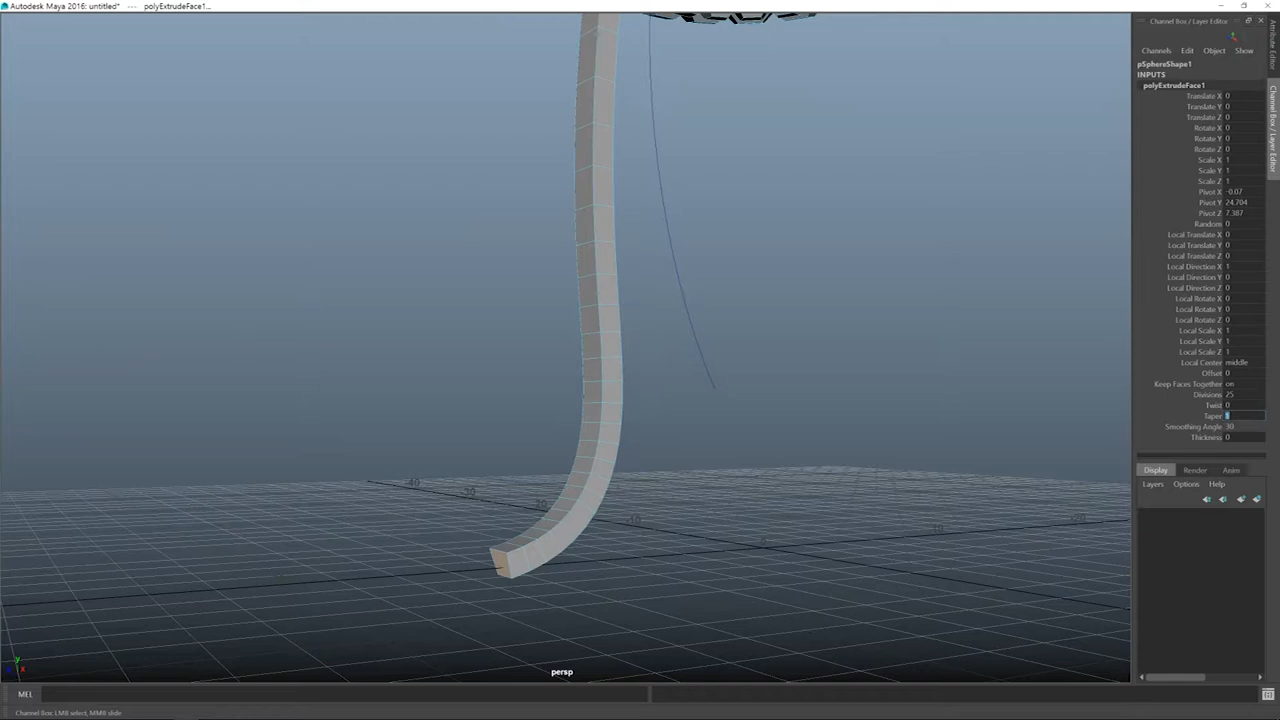 Autodesk Maya 2016: untitled* --- polyExtrudeFace1...
Channel Box / Layer Editor
Channels Edit Object Show
pSphereShape1
INPUTS
polyExtrudeFace1
Translate X 0
Translate Y 0
Translate Z 0
Rotate X 0
Rotate Y 0
Rotate Z 0
Scale X 1
Scale Y 1
Scale Z 1
Pivot X -0.07
Pivot Y 24.704
Pivot Z 7.387
Random 0
Local Translate X 0
Local Translate Y 0
Local Translate Z 0
Local Direction X 1
Local Direction Y 0
Local Direction Z 0
Local Rotate X 0
Local Rotate Y 0
Local Rotate Z 0
Local Scale X 1
Local Scale Y 1
Local Scale Z 1
Local Center middle
Offset 0
Keep Faces Together on
Divisions 25
Twist 0
Taper
Smoothing Angle 30
Thickness 0
Display Render Anim
Layers Options Help
Attribute Editor
Channel Box / Layer Editor
persp
y
x
MEL
Channel Box: LMB select, MMB slide